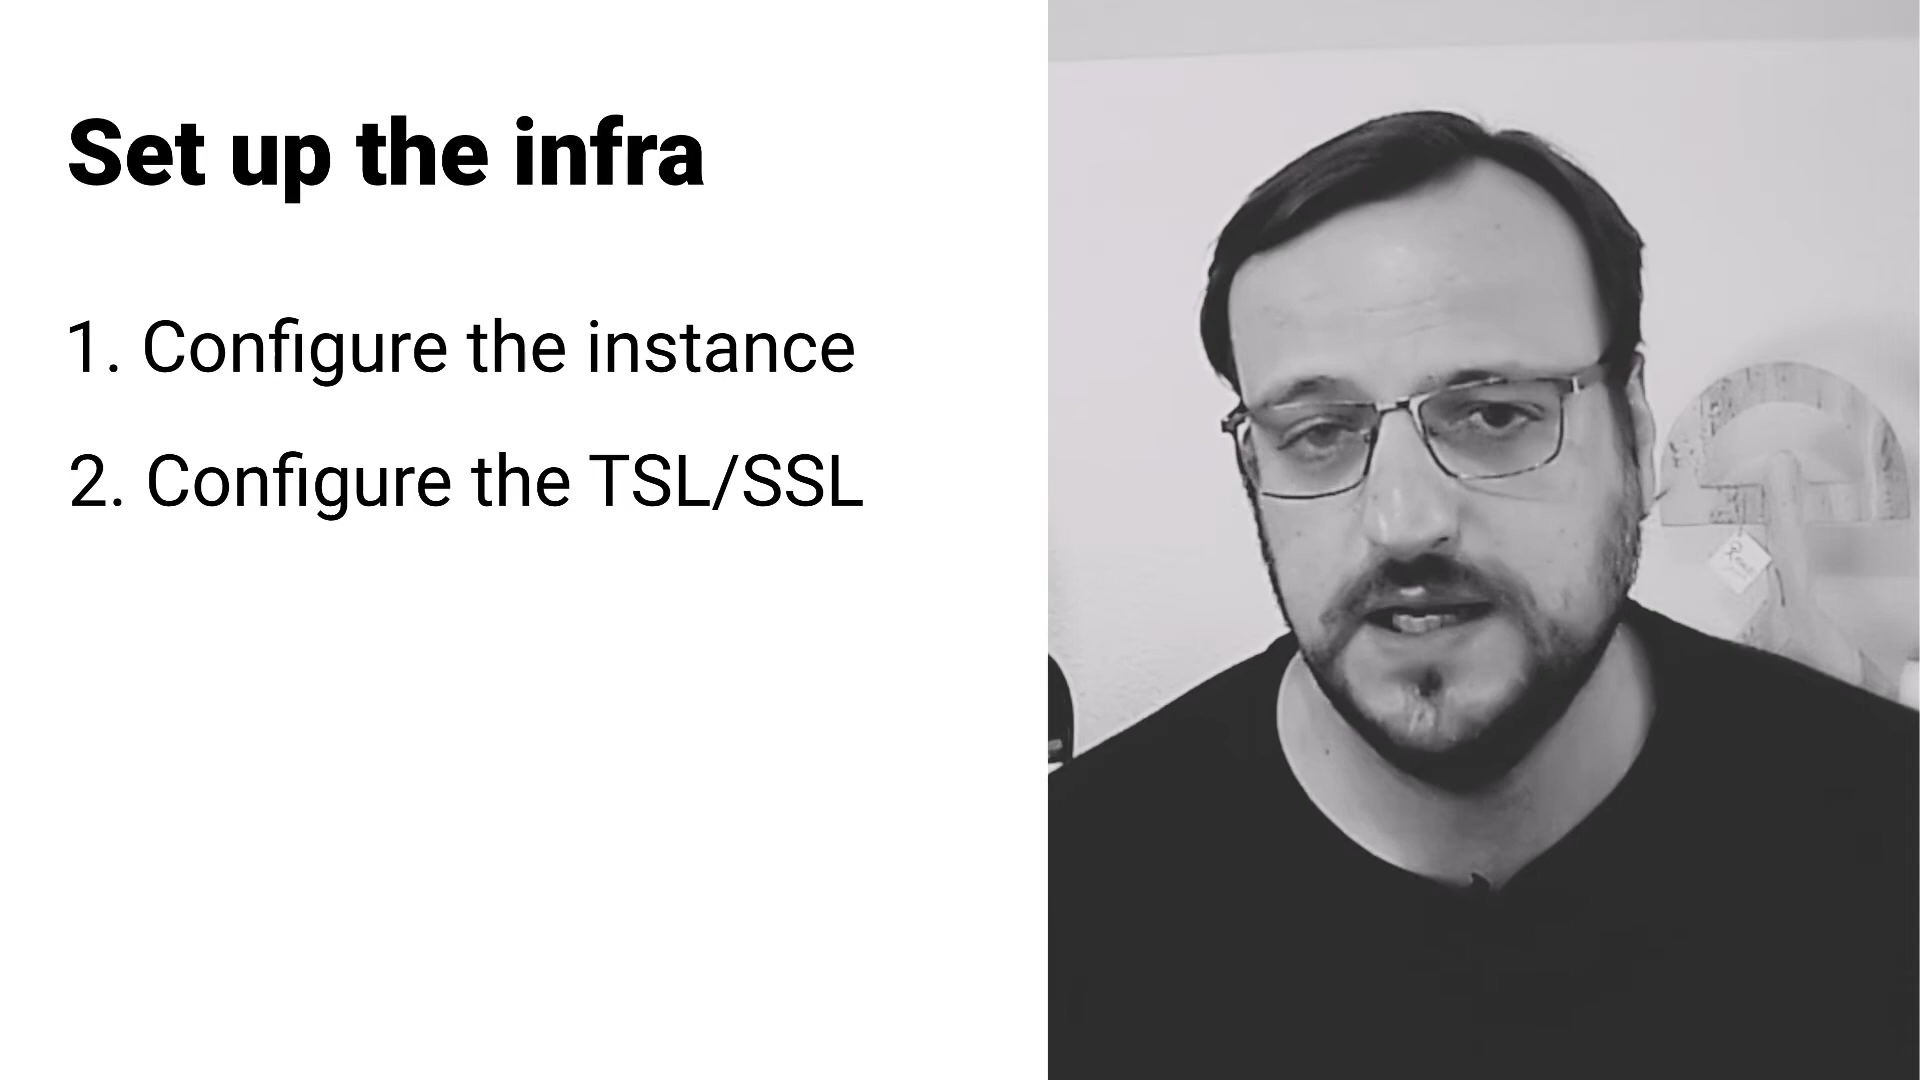 Set up the infra
1. Configure the instance
2. Configure the TSL/SSL